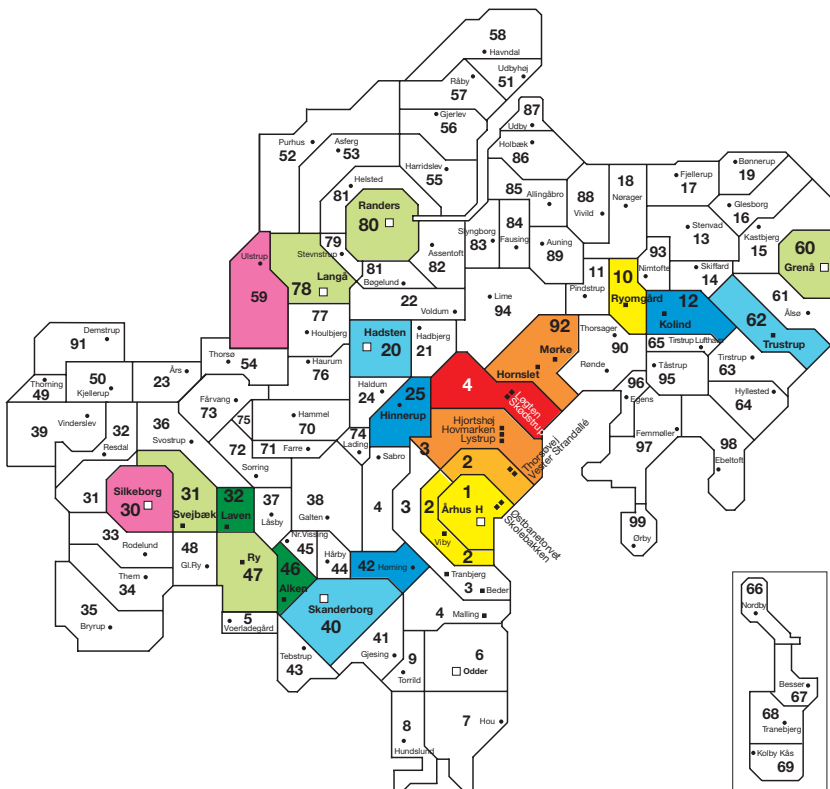 58
Havndal
Udbyhøj
51
Råby
57
Gjerlev
56
87
Udby
Holbæk
86
Purhus
52
Asferg
53
Harridslev
55
Helsted
81
Randers
80
85
Allingåbro
88
Vivild
18
Nørager
Fjellerup
17
Bønnerup
19
Glesborg
16
Stenvad
13
Kastbjerg
15
60
Grenå
Slyngborg
83
84
Fausing
Auning
89
93
Nimtofte
Skiffard
14
Ulstrup
59
79
Stevnstrup
Langå
78
81
Bøgelund
Assentoft
82
22
Voldum
Lime
94
11
Pindstrup
10
Ryomgård
12
Kolind
61
Ålsø
62
Trustrup
77
Houlbjerg
Hadsten
20
Hadbjerg
21
92
Mørke
Hornslet
Thorsager
90
Rønde
65
Tirstrup Lufthavn
Tirstrup
63
Tåstrup
95
Hyllested
64
Demstrup
91
Års
23
Thorsø
54
Haurum
76
Thorning
49
50
Kjellerup
Fårvang
73
Haldum
24
25
Hinnerup
4
Løgten
Skødstrup
96
Egens
Femmøller
97
98
Ebeltoft
99
Ørby
39
Vinderslev
32
Resdal
36
Svostrup
75
72
Hammel
70
71
Farre
74
Lading
Sabro
3
Hjortshøj
Hovmarken
Lystrup
2
Thorsbvej
Vester Strandallé
Sorring
31
Silkeborg
30
31
Svejbæk
32
Laven
37
Låsby
38
Galten
4
3
2
Viby
1
Århus H
Østbanetorvet
Skolebakken
2
33
Rodelund
Them
34
48
Gl.Ry
Ry
47
46
Alken
Nr.Vissing
45
Hårby
44
42
Hørning
Tranbjerg
3
Beder
4
Malling
35
Bryrup
5
Voerladegård
Skanderborg
40
Tebstrup
43
41
Gjesing
9
Torrild
6
Odder
7
Hou
8
Hundslund
66
Nordby
Besser
67
68
Tranebjerg
Kolby Kås
69